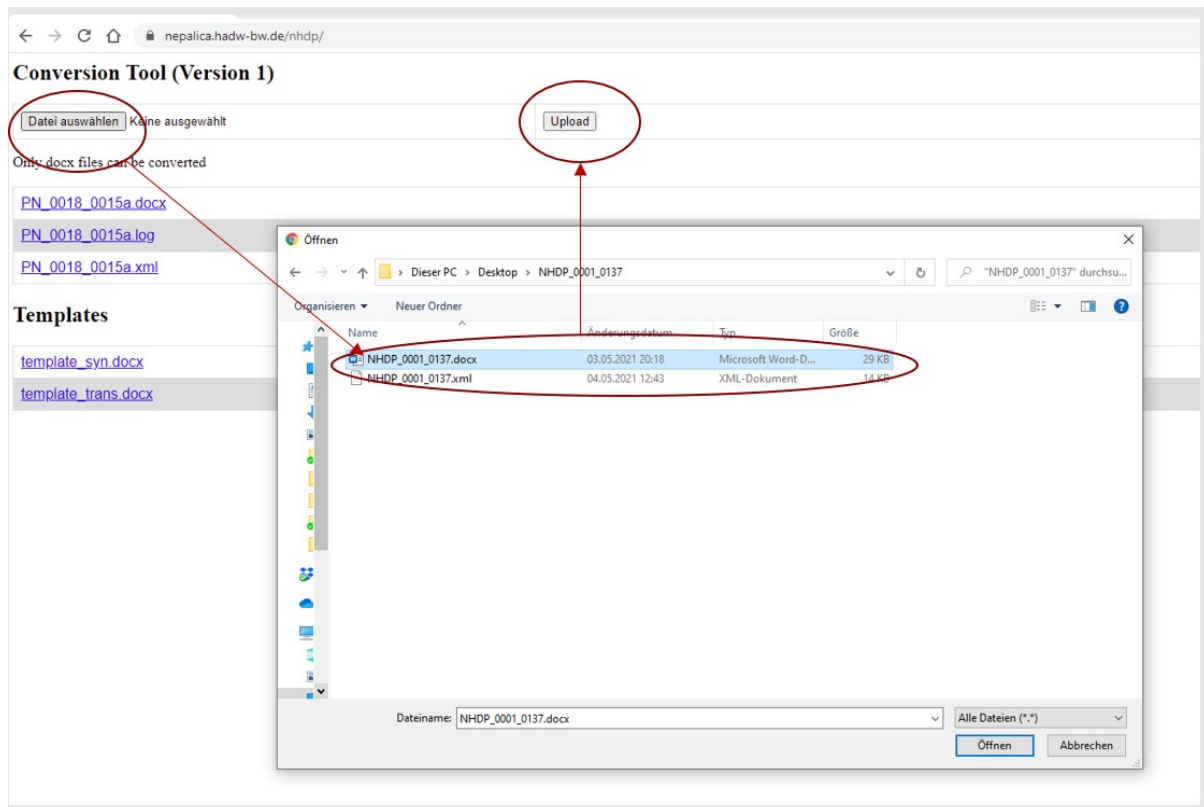 nepalica.hadw-bw.de/nhdp/
Conversion Tool (Version 1)
Datei auswählen Keine ausgewählt Upload
Only docx files can be converted
PN_0018_0015a.docx
PN_0018_0015a.log
PN_0018_0015a.xml
Templates
template_syn.docx
template_trans.docx
Öffnen
Dieser PC > Desktop > NHDP_0001_0137 "NHDP_0001_0137" durchsu...
Organisieren Neuer Ordner
Name Änderungsdatum Typ Größe
NHDP_0001_0137.docx 03.05.2021 20:18 Microsoft Word-D... 29 KB
NHDP_0001_0137.xml 04.05.2021 12:43 XML-Dokument 14 KB
Dateiname: NHDP_0001_0137.docx Alle Dateien (*.*)
Öffnen Abbrechen